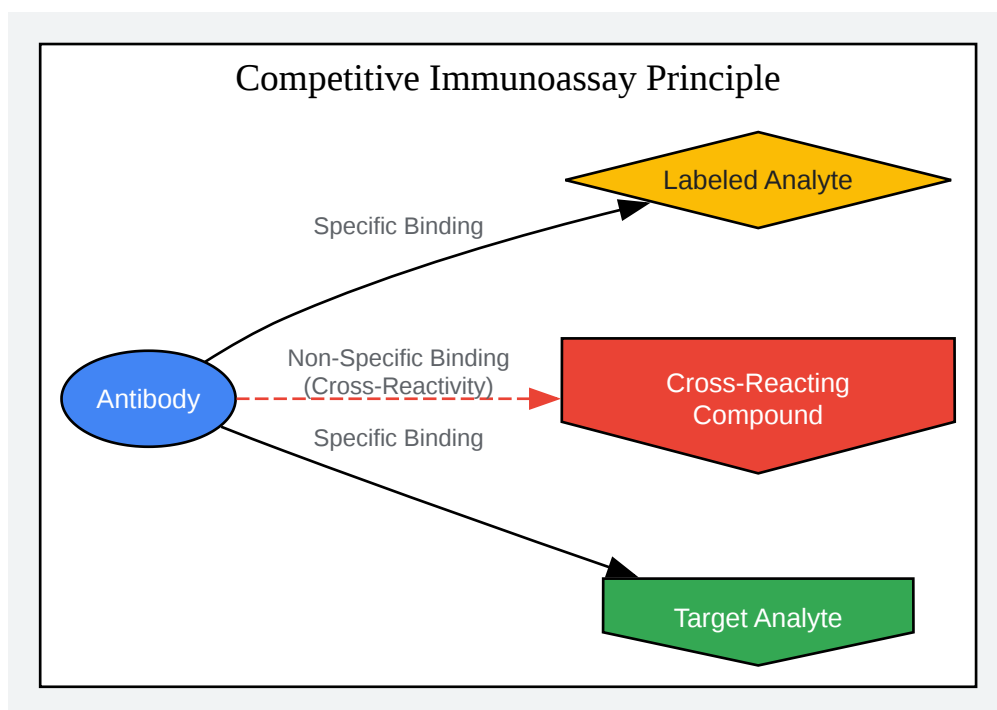 Competitive Immunoassay Principle
Labeled Analyte
Specific Binding
Non-Specific Binding
(Cross-Reactivity)
Antibody
Cross-Reacting
Compound
Specific Binding
Target Analyte